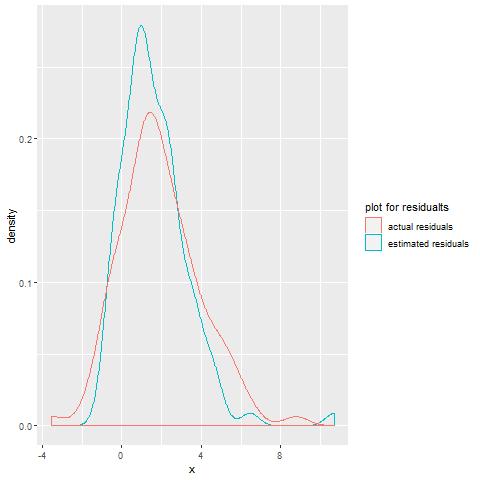 0.2
0.1
0.0
density
-4
0
4
8
x
plot for residualts
actual residuals
estimated residuals